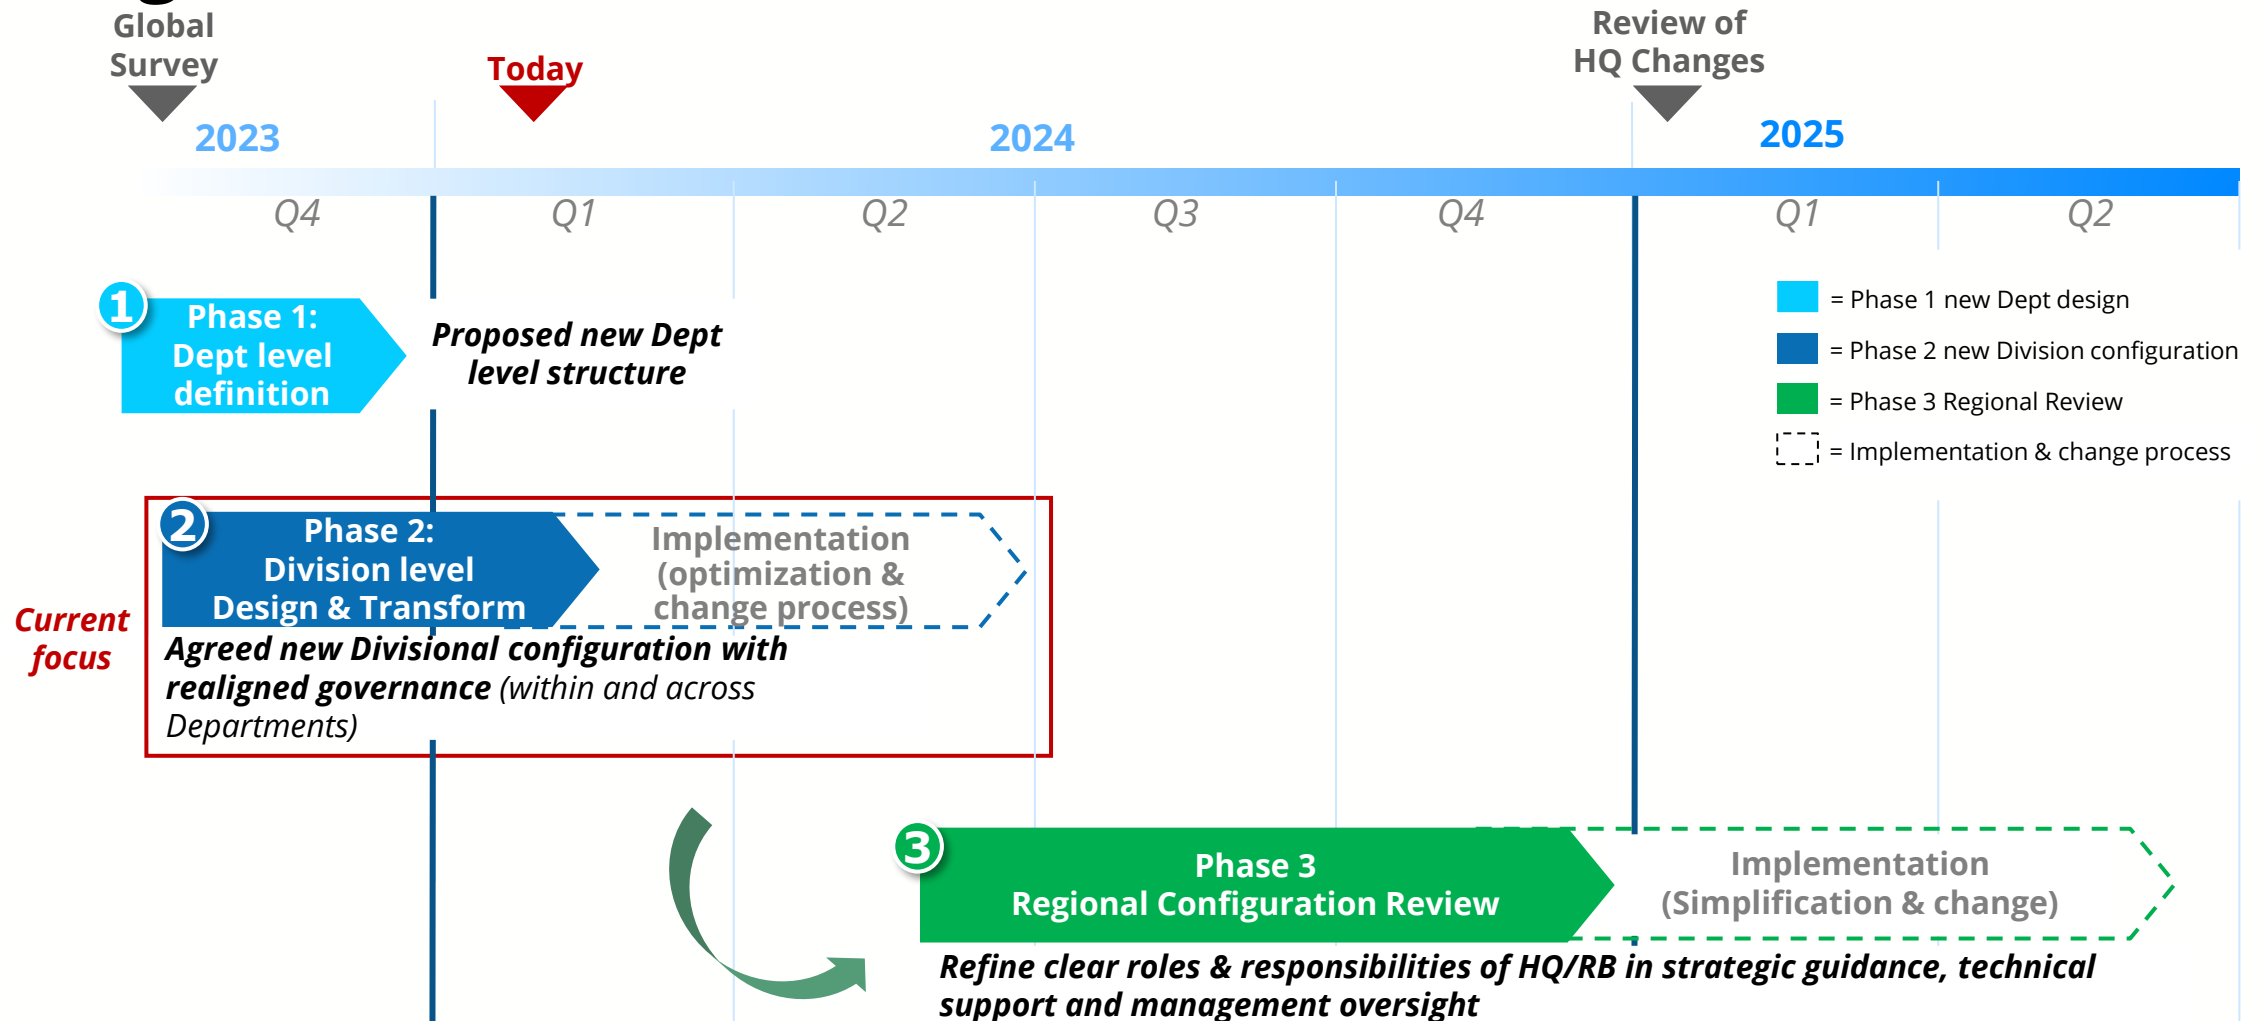 Global
Survey
Today
Review of
HQ Changes
2023
2024
2025
Q4
Q1
Q2
Q3
Q4
Q1
Q2
1
Phase 1:
Dept level
definition
Proposed new Dept
level structure
= Phase 1 new Dept design
= Phase 2 new Division configuration
= Phase 3 Regional Review
= Implementation & change process
Current
focus
2
Phase 2:
Division level
Design & Transform
Implementation
(optimization &
change process)
Agreed new Divisional configuration with
realigned governance (within and across
Departments)
3
Phase 3
Regional Configuration Review
Implementation
(Simplification & change)
Refine clear roles & responsibilities of HQ/RB in strategic guidance, technical
support and management oversight